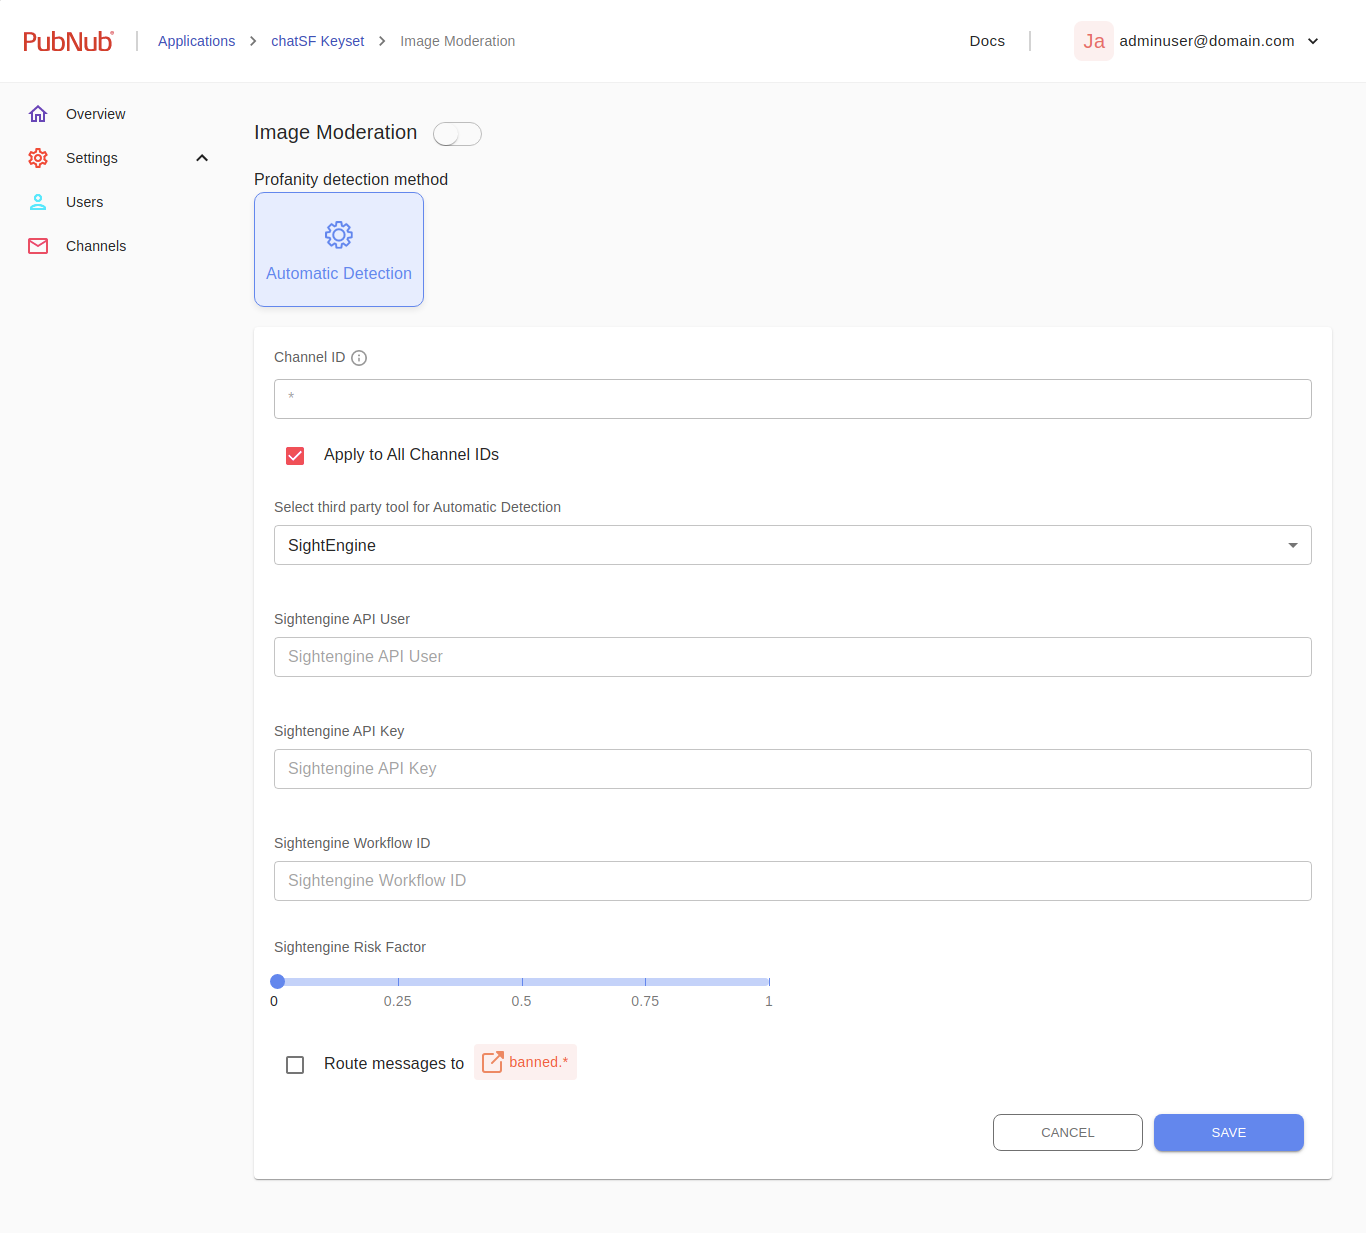 PubNub® Applications chatSF Keyset Image Moderation Docs Ja adminuser@domain.com
Overview
Settings
Users
Channels
Image Moderation
Profanity detection method
Automatic Detection
Channel ID
*
Apply to All Channel IDs
Select third party tool for Automatic Detection
SightEngine
Sightengine API User
Sightengine API User
Sightengine API Key
Sightengine API Key
Sightengine Workflow ID
Sightengine Workflow ID
Sightengine Risk Factor
0 0.25 0.5 0.75 1
Route messages to banned.*
CANCEL SAVE